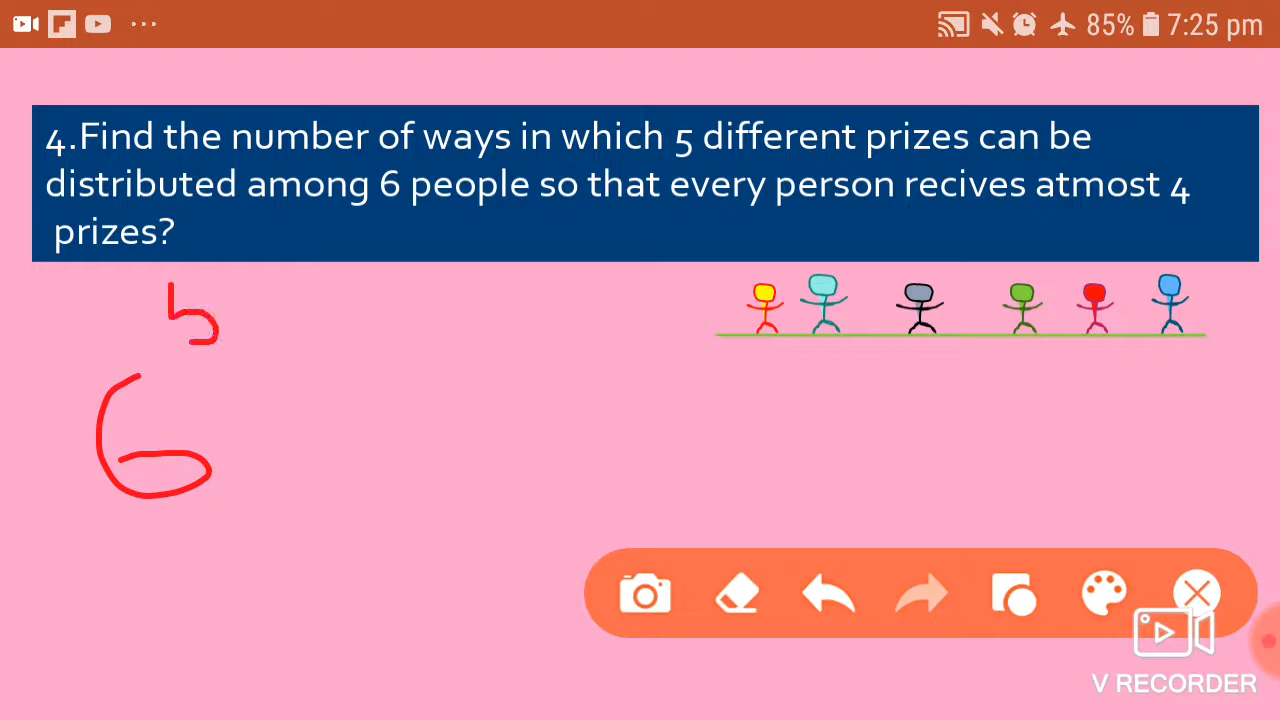 85% 7:25 pm
4.Find the number of ways in which 5 different prizes can be
distributed among 6 people so that every person recives atmost 4
prizes?
5
6
V RECORDER